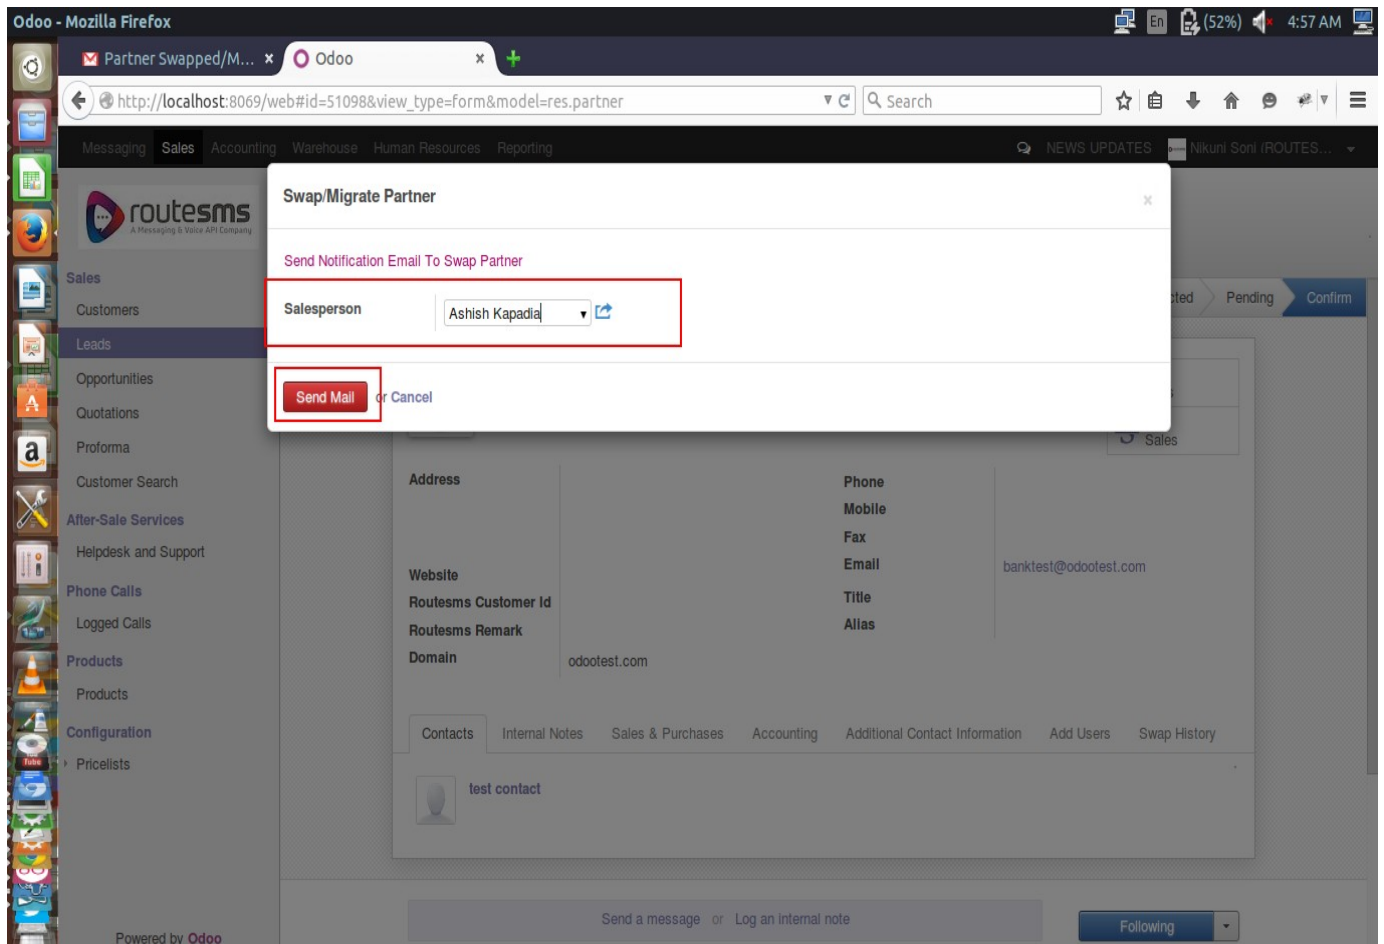 Odoo - Mozilla Firefox
En (52%) 4:57 AM
Partner Swapped/M... × Odoo ×
http://localhost:8069/web#id=51098&view_type=form&model=res.partner Search
Messaging Sales Accounting Warehouse Human Resources Reporting NEWS UPDATES Nikuni Soni (ROUTES...
routesms
A Messaging & Voice API Company
Swap/Migrate Partner ×
Send Notification Email To Swap Partner
Salesperson Ashish Kapadia
Send Mail or Cancel
Pending Confirm
Sales
Customers
Leads
Opportunities
Quotations
Proforma
Customer Search
After-Sale Services
Helpdesk and Support
Phone Calls
Logged Calls
Products
Products
Configuration
Pricelists
Powered by Odoo
Sales
Address
Website
Routesms Customer Id
Routesms Remark
Domain odootest.com
Phone
Mobile
Fax
Email banktest@odootest.com
Title
Alias
Contacts Internal Notes Sales & Purchases Accounting Additional Contact Information Add Users Swap History
test contact
Send a message or Log an internal note
Following